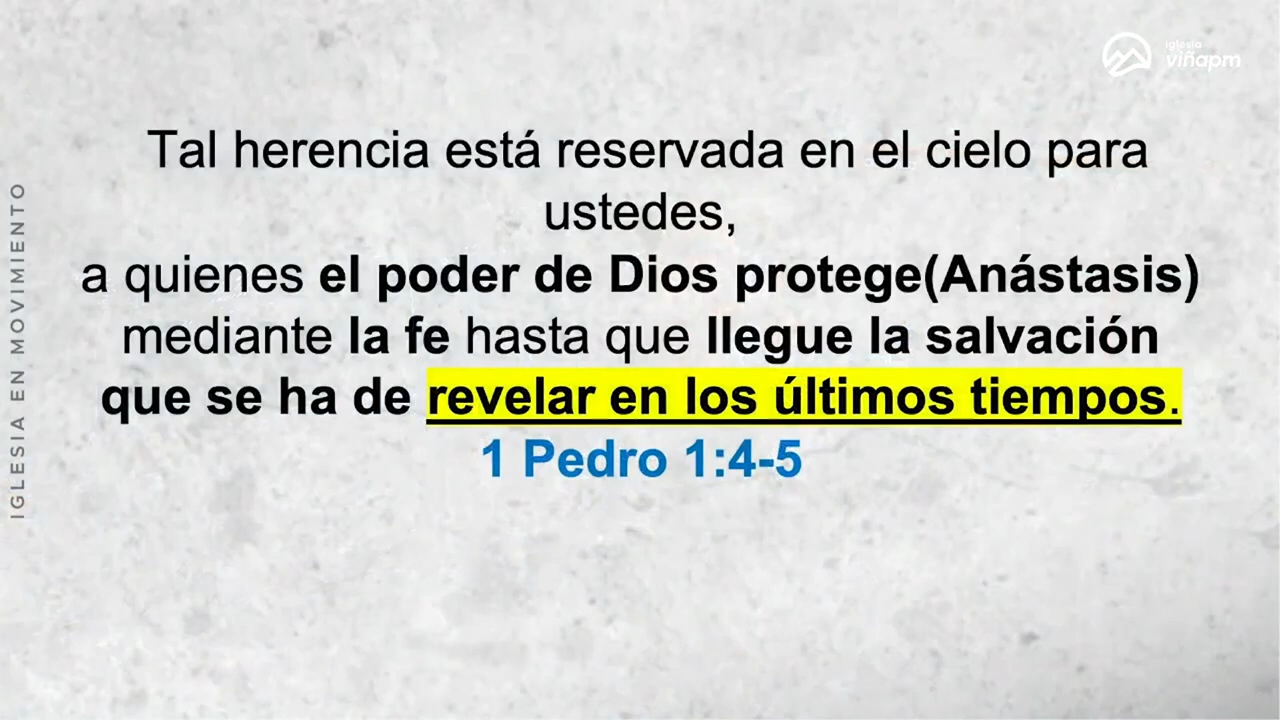 iglesia
viñapm
IGLESIA EN MOVIMIENTO
Tal herencia está reservada en el cielo para
ustedes,
a quienes el poder de Dios protege(Anástasis)
mediante la fe hasta que llegue la salvación
que se ha de revelar en los últimos tiempos.
1 Pedro 1:4-5